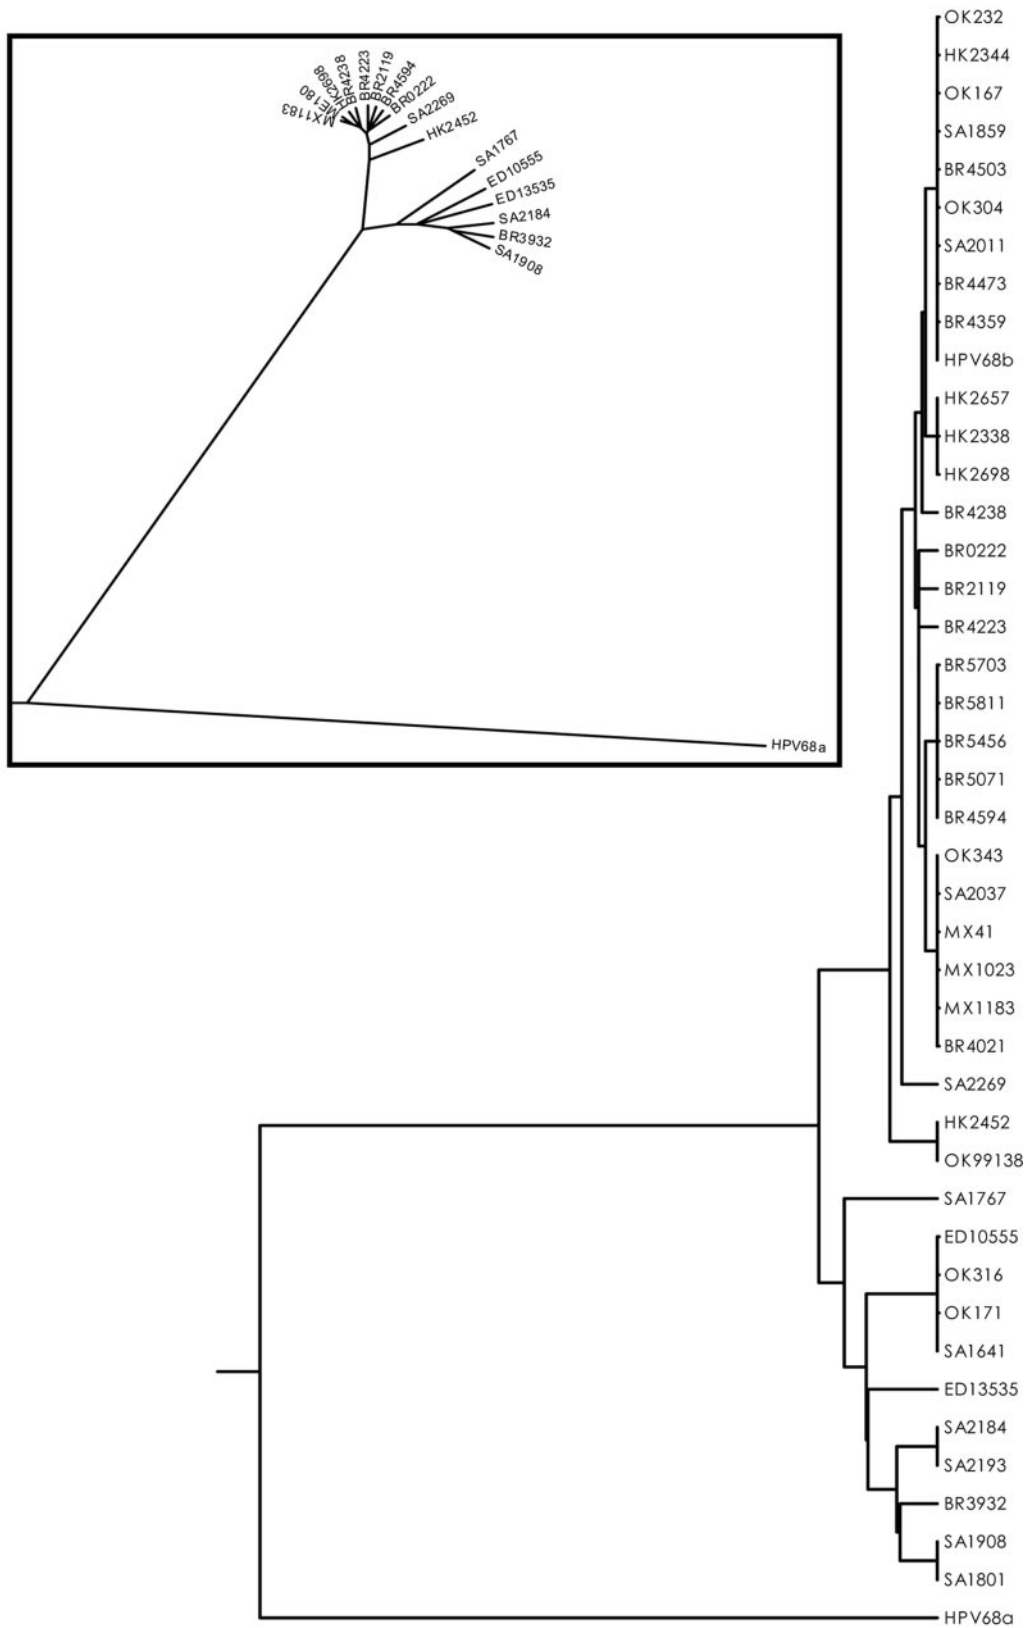 OK232
HK2344
OK167
SA1859
BR4503
OK304
SA2011
BR4473
BR4359
HPV68b
HK2657
HK2338
HK2698
BR4238
BR0222
BR2119
BR4223
BR5703
BR5811
BR5456
BR5071
BR4594
OK343
SA2037
MX41
MX1023
MX1183
BR4021
SA2269
HK2452
OK99138
SA1767
ED10555
OK316
OK171
SA1641
ED13535
SA2184
SA2193
BR3932
SA1908
SA1801
HPV68a
MX1183
ME180
HK2698
BR4238
BR4223
BR2119
BR4594
BR0222
SA2269
HK2452
SA1767
ED10555
ED13535
SA2184
BR3932
SA1908
HPV68a